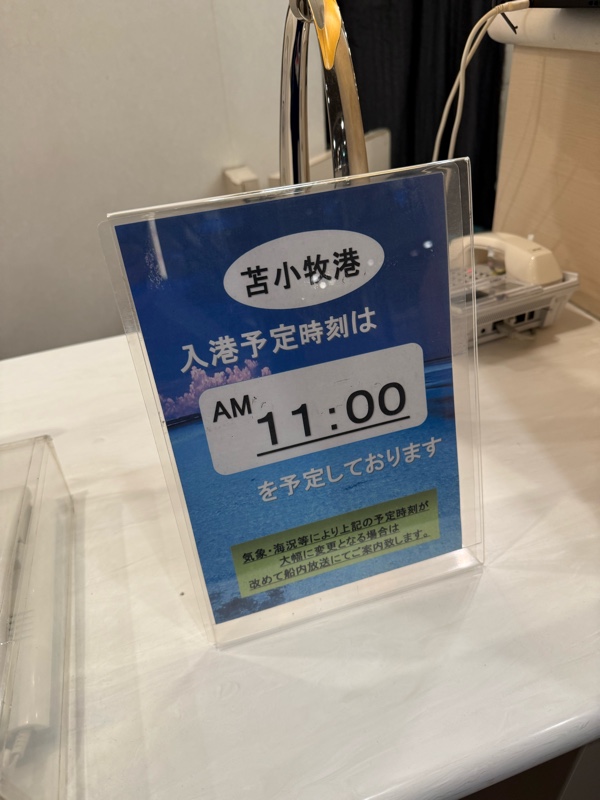 苫小牧港
入港予定時刻は
AM 11:00
を予定しております
気象・海況等により上記の予定時刻が
大幅に変更となる場合は
改めて船内放送にてご案内致します。